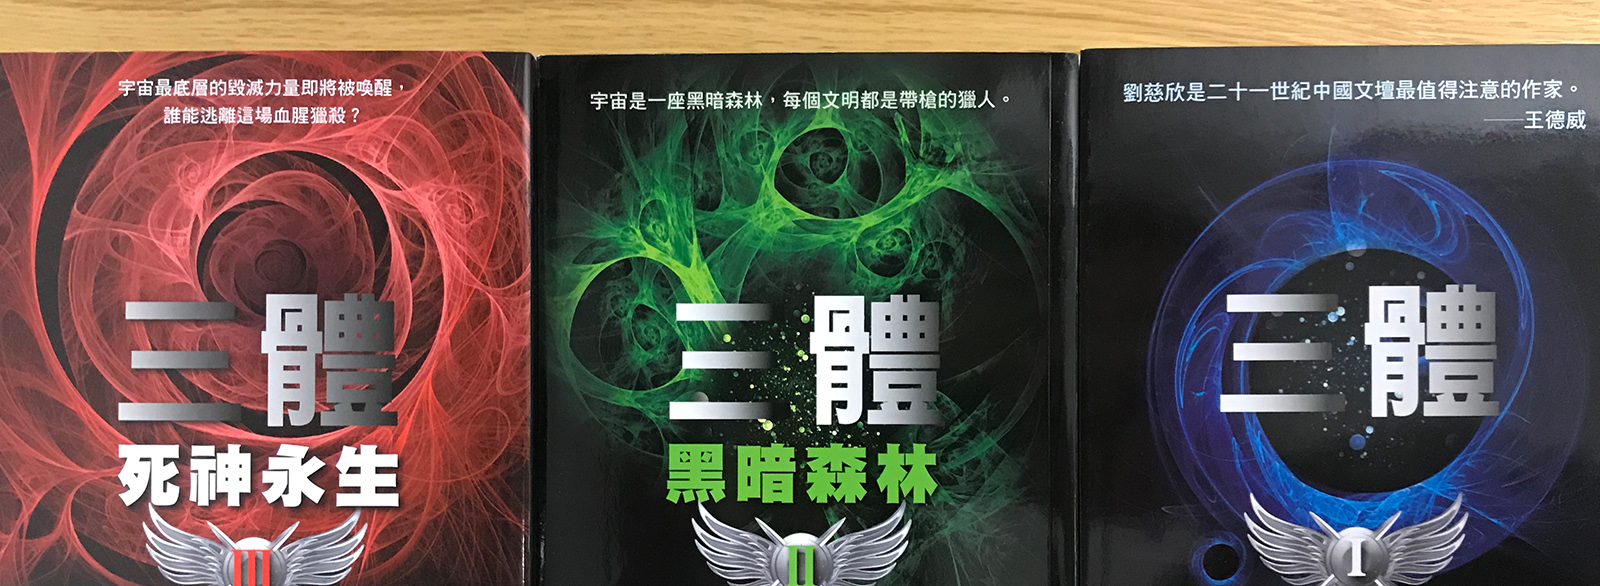 宇宙最底層的毀滅力量即將被喚醒，
誰能逃離這場血腥獵殺？
三體
死神永生
III
宇宙是一座黑暗森林，每個文明都是帶槍的獵人。
三體
黑暗森林
II
劉慈欣是二十一世紀中國文壇最值得注意的作家。
——王德威
三體
I